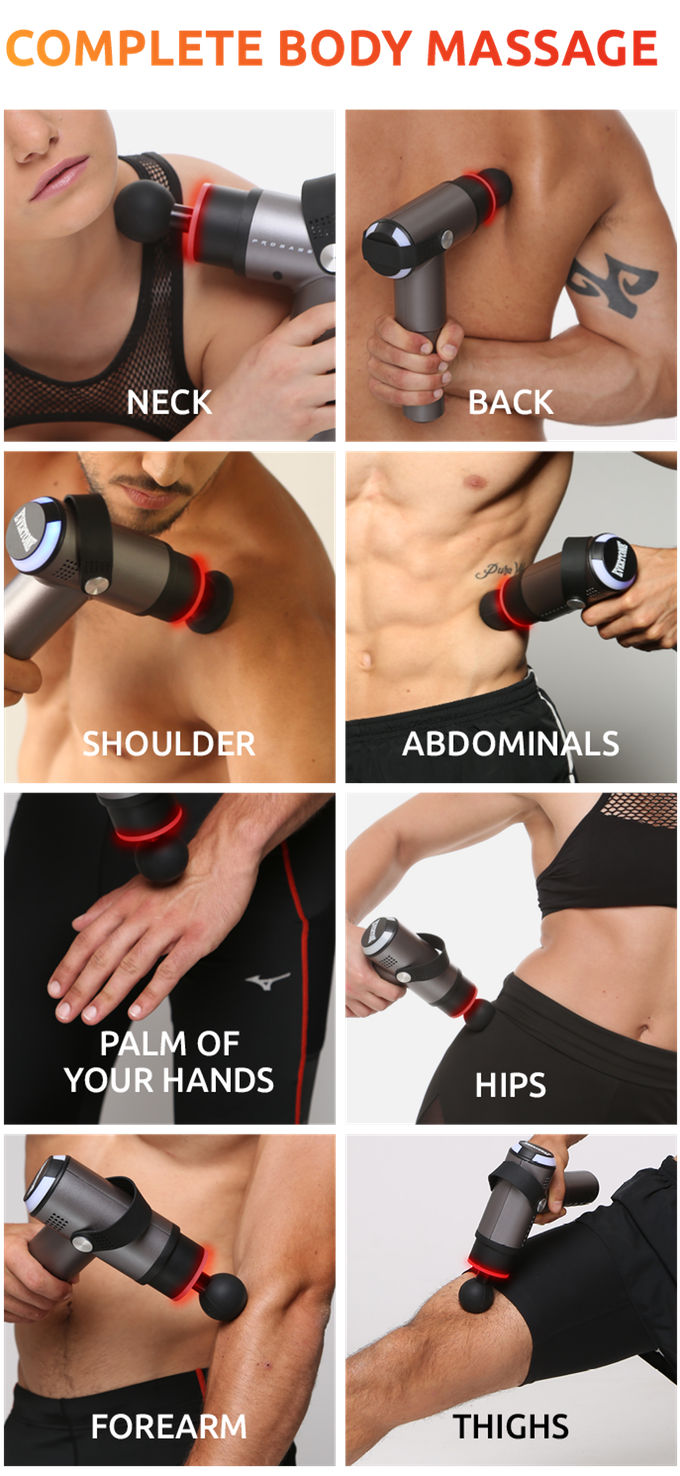 COMPLETE BODY MASSAGE
NECK
BACK
SHOULDER
ABDOMINALS
PALM OF
YOUR HANDS
HIPS
FOREARM
THIGHS